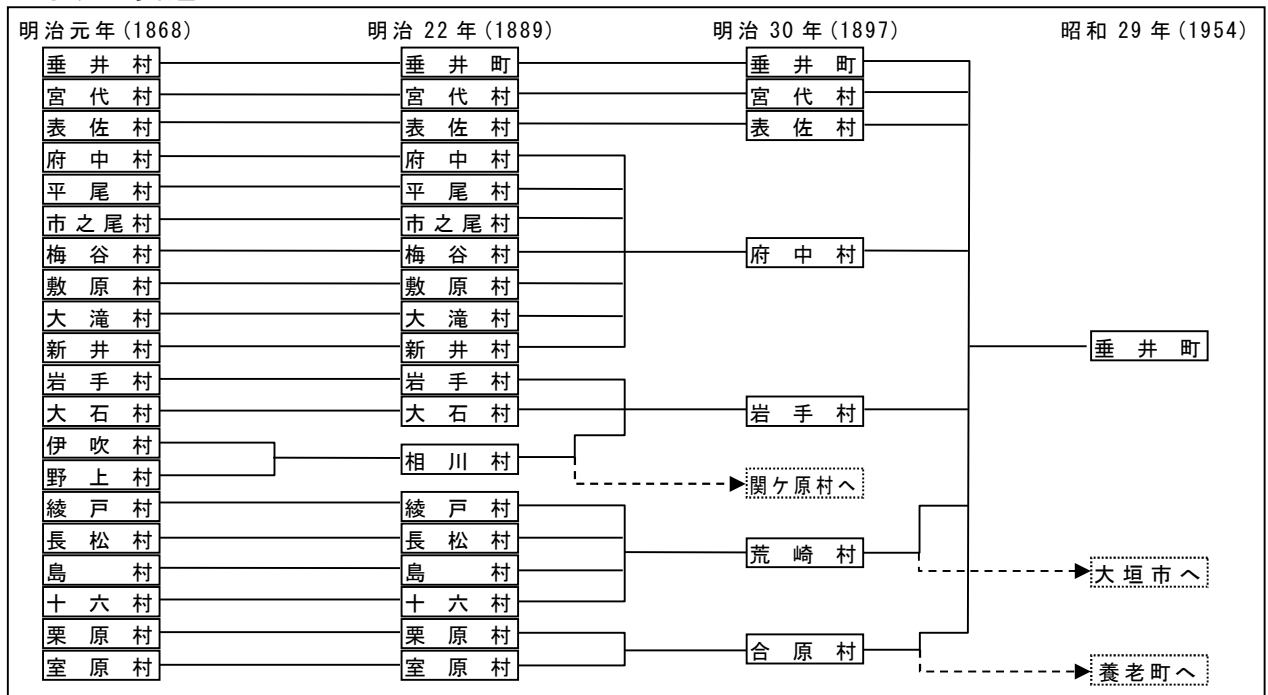 明治元年(1868) 明治22年(1889) 明治30年(1897) 昭和29年(1954)
垂井村 垂井町 垂井町
宮代村 宮代村 宮代村
表佐村 表佐村 表佐村
府中村 府中村
平尾村 平尾村
市之尾村 市之尾村
梅谷村 梅谷村 府中村
敷原村 敷原村
大滝村 大滝村
新井村 新井村 垂井町
岩手村 岩手村
大石村 大石村 岩手村
伊吹村
相川村
野上村 関ケ原村へ
綾戸村 綾戸村
長松村 長松村
荒崎村
島村 島村 大垣市へ
十六村 十六村
栗原村 栗原村
合原村
室原村 室原村 養老町へ